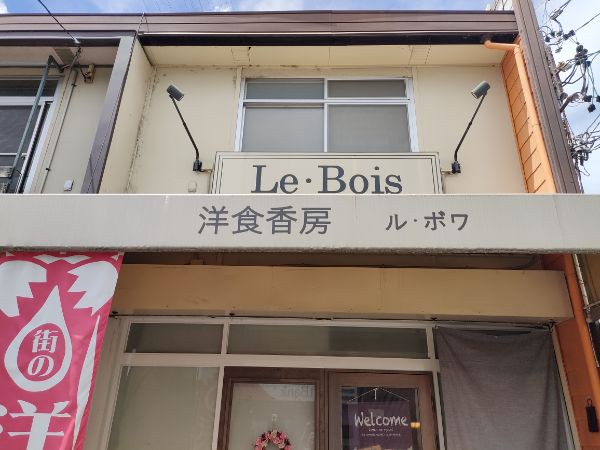 Le・Bois
洋食香房 ル・ボワ
街の
洋
Welcome